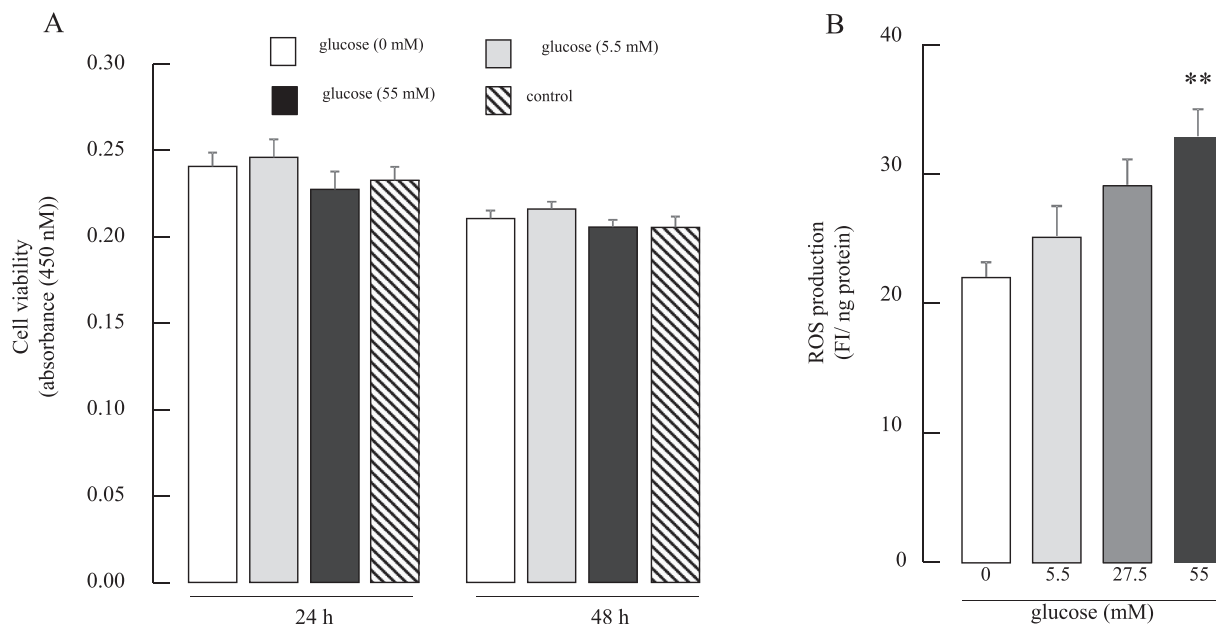 A
glucose (0 mM)
glucose (5.5 mM)
glucose (55 mM)
control
0.30
0.25
0.20
0.15
0.10
0.05
0.00
Cell viability
(absorbance (450 nM))
24 h
48 h
B
**
40
30
20
10
0
ROS production
(FI/ ng protein)
0
5.5
27.5
55
glucose (mM)